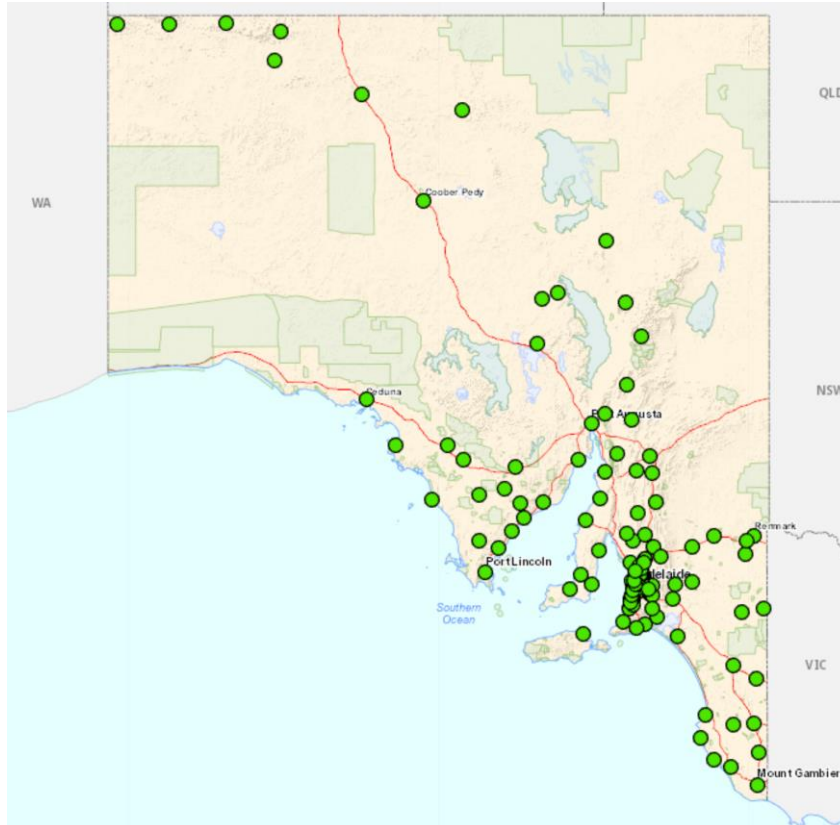 QLD
WA
Coober Pedy
NSW
Ceduna
Port Augusta
Renmark
Port Lincoln
Adelaide
Southern
Ocean
VIC
Mount Gambier